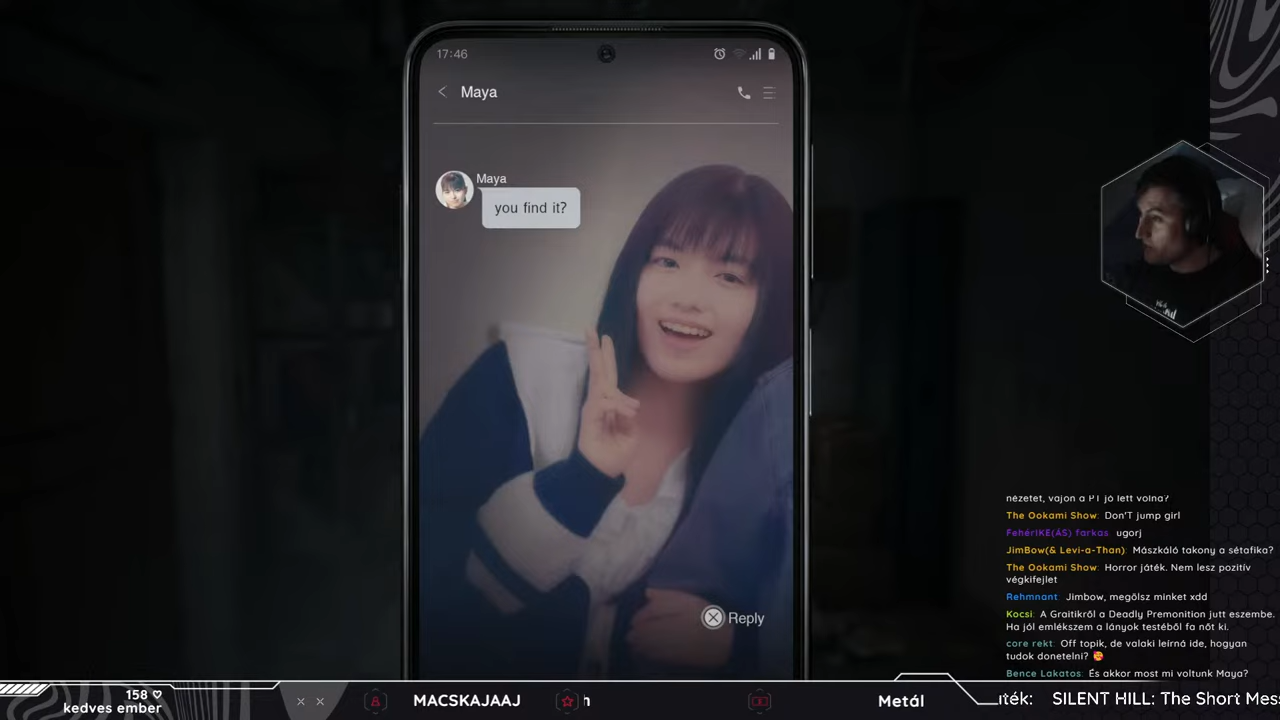 17:46
Maya
Maya
you find it?
Reply
nézetet, vajon a PT jó lett volna?
The Ookami Show: Don'T jump girl
FehérIKE(ÁS) farkas ugorj
JimBow(& Levi-a-Than): Mászkáló takony a sétafika?
The Ookami Show: Horror játék. Nem lesz pozitív
végkifejlet
Rehmnant: Jimbow, megölsz minket xdd
Kocsi: A Graitikről a Deadly Premonition jutt eszembe.
Ha jól emlékszem a lányok testéből fa nőt ki.
core rekt: Off topik, de valaki leírná ide, hogyan
tudok donetelni? 🥰
Bence Lakatos: És akkor most mi voltunk Maya?
158 ♡
kedves ember
MACSKAJAAJ
h
Metál
ıték: SILENT HILL: The Short Mes